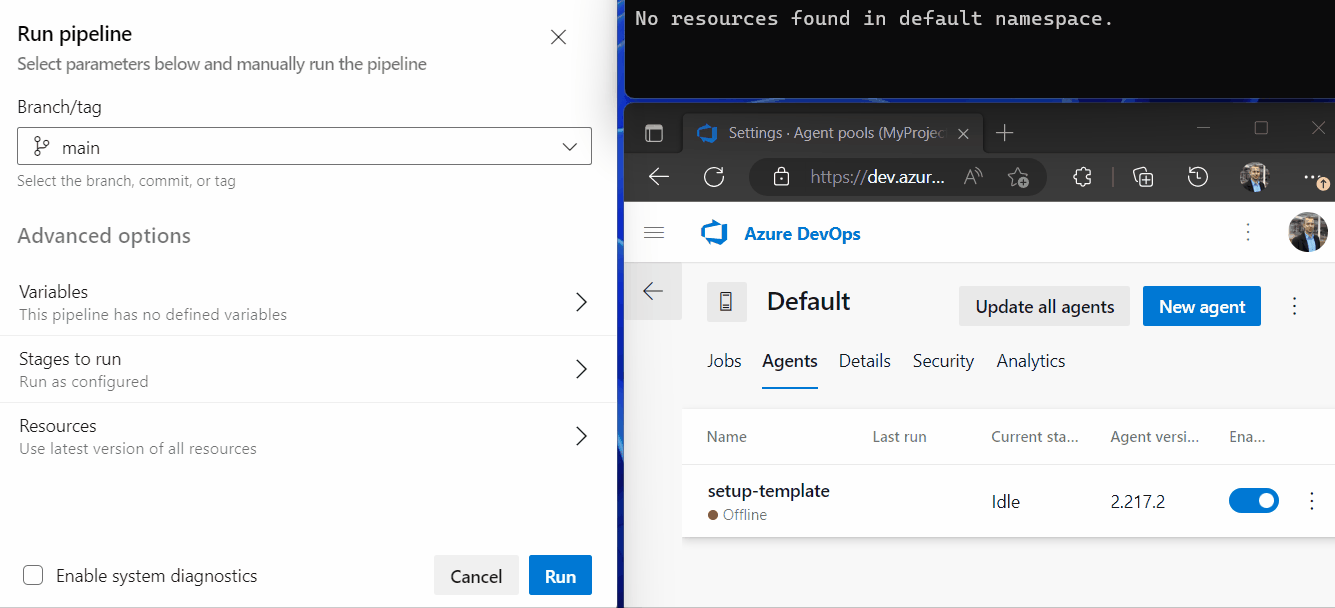 Run pipeline
Select parameters below and manually run the pipeline
Branch/tag
main
Select the branch, commit, or tag
Advanced options
Variables
This pipeline has no defined variables
Stages to run
Run as configured
Resources
Use latest version of all resources
Enable system diagnostics
Cancel
Run
No resources found in default namespace.
Settings · Agent pools (MyProjec
https://dev.azur...
Azure DevOps
Default
Update all agents
New agent
Jobs Agents Details Security Analytics
Name Last run Current sta... Agent versi... Ena...
setup-template
Offline
Idle
2.217.2